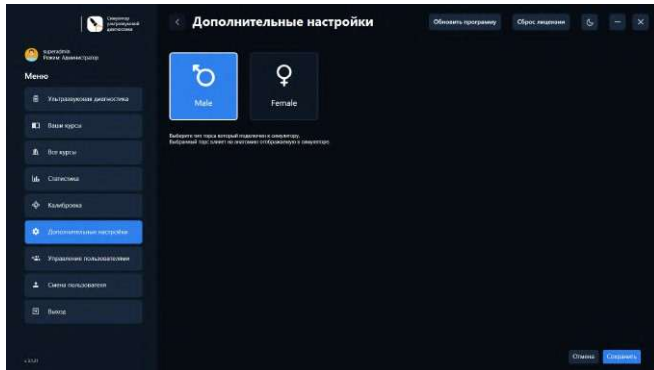 Симулятор
ультразвуковой
диагностики
Дополнительные настройки
Обновить программу
Сброс лицензии
superadmin
Режим: Администратор
Меню
Ультразвуковая диагностика
Ваши курсы
Все курсы
Статистика
Калибровка
Дополнительные настройки
Управление пользователями
Смена пользователя
Выход
Male
Female
Выберите тип торса который подключен к симулятору.
Выбранный торс влияет на анатомию отображаемую в симуляторе.
Отмена
Сохранить